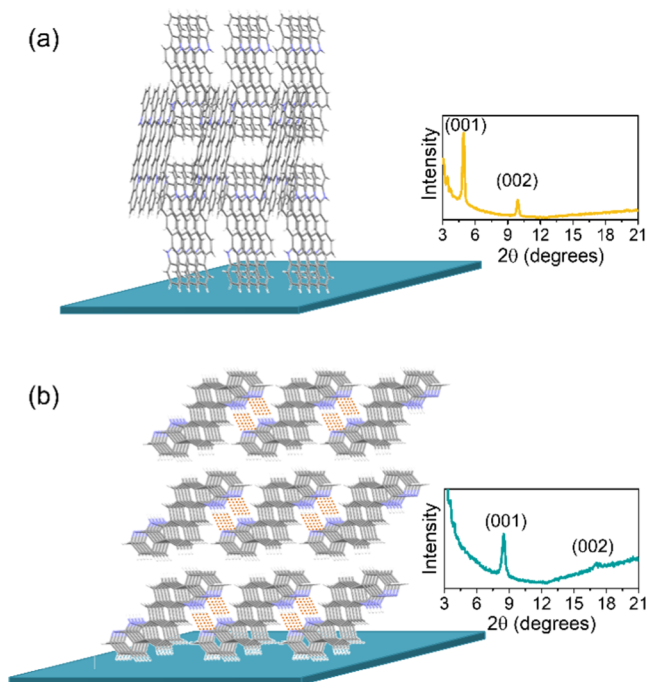 (a)
(001)
(002)
Intensity
3 6 9 12 15 18 21
2θ (degrees)
(b)
(001)
(002)
Intensity
3 6 9 12 15 18 21
2θ (degrees)